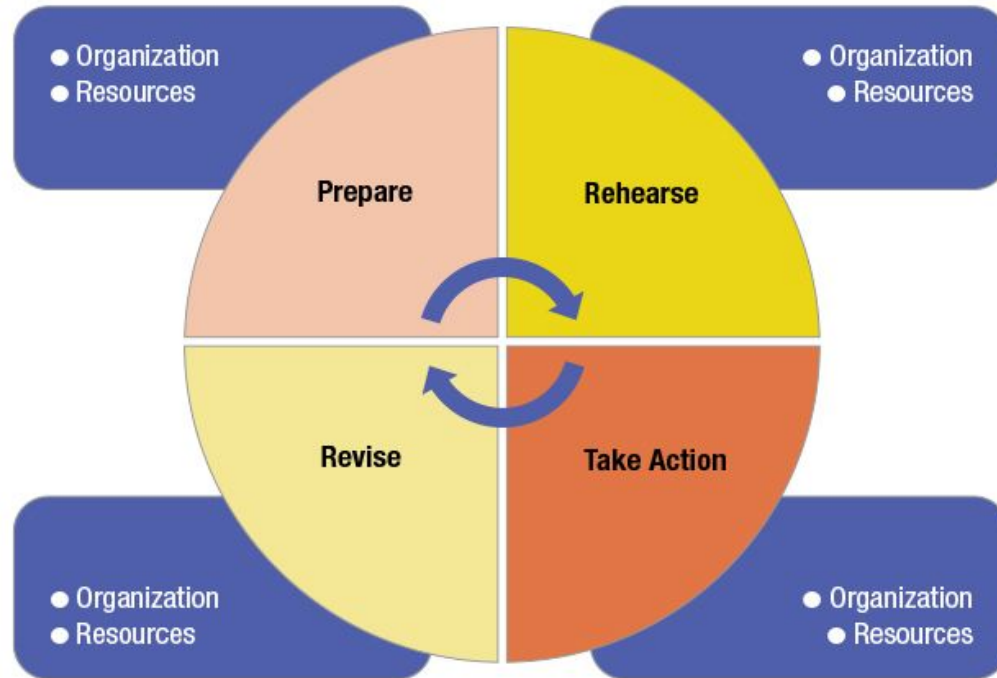 ● Organization
● Resources
● Organization
● Resources
Prepare
Rehearse
Revise
Take Action
● Organization
● Resources
● Organization
● Resources